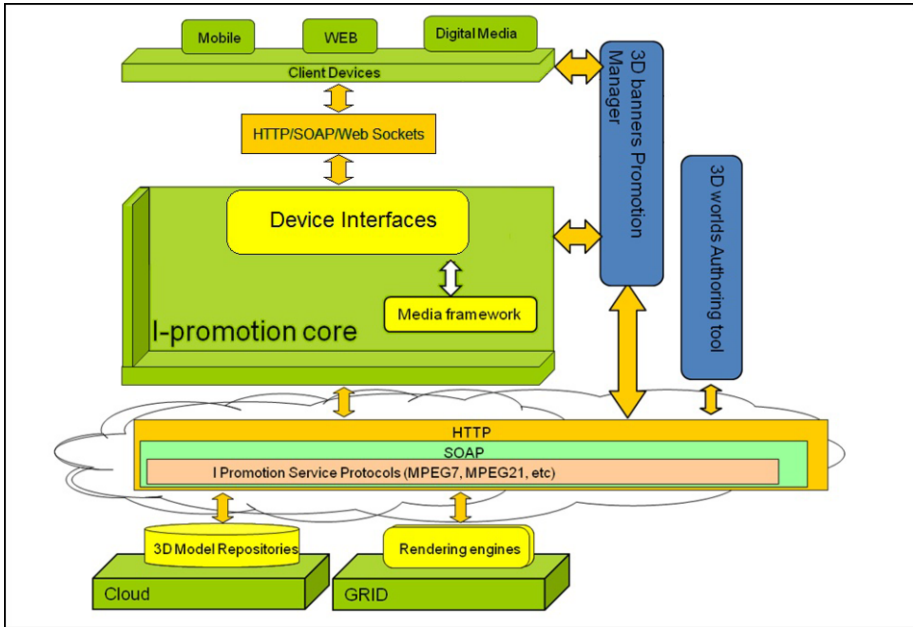 Mobile
WEB
Digital Media
Client Devices
HTTP/SOAP/Web Sockets
3D banners Promotion
Manager
3D worlds Authoring tool
Device Interfaces
Media framework
I-promotion core
HTTP
SOAP
I Promotion Service Protocols (MPEG7, MPEG21, etc)
3D Model Repositories
Rendering engines
Cloud
GRID